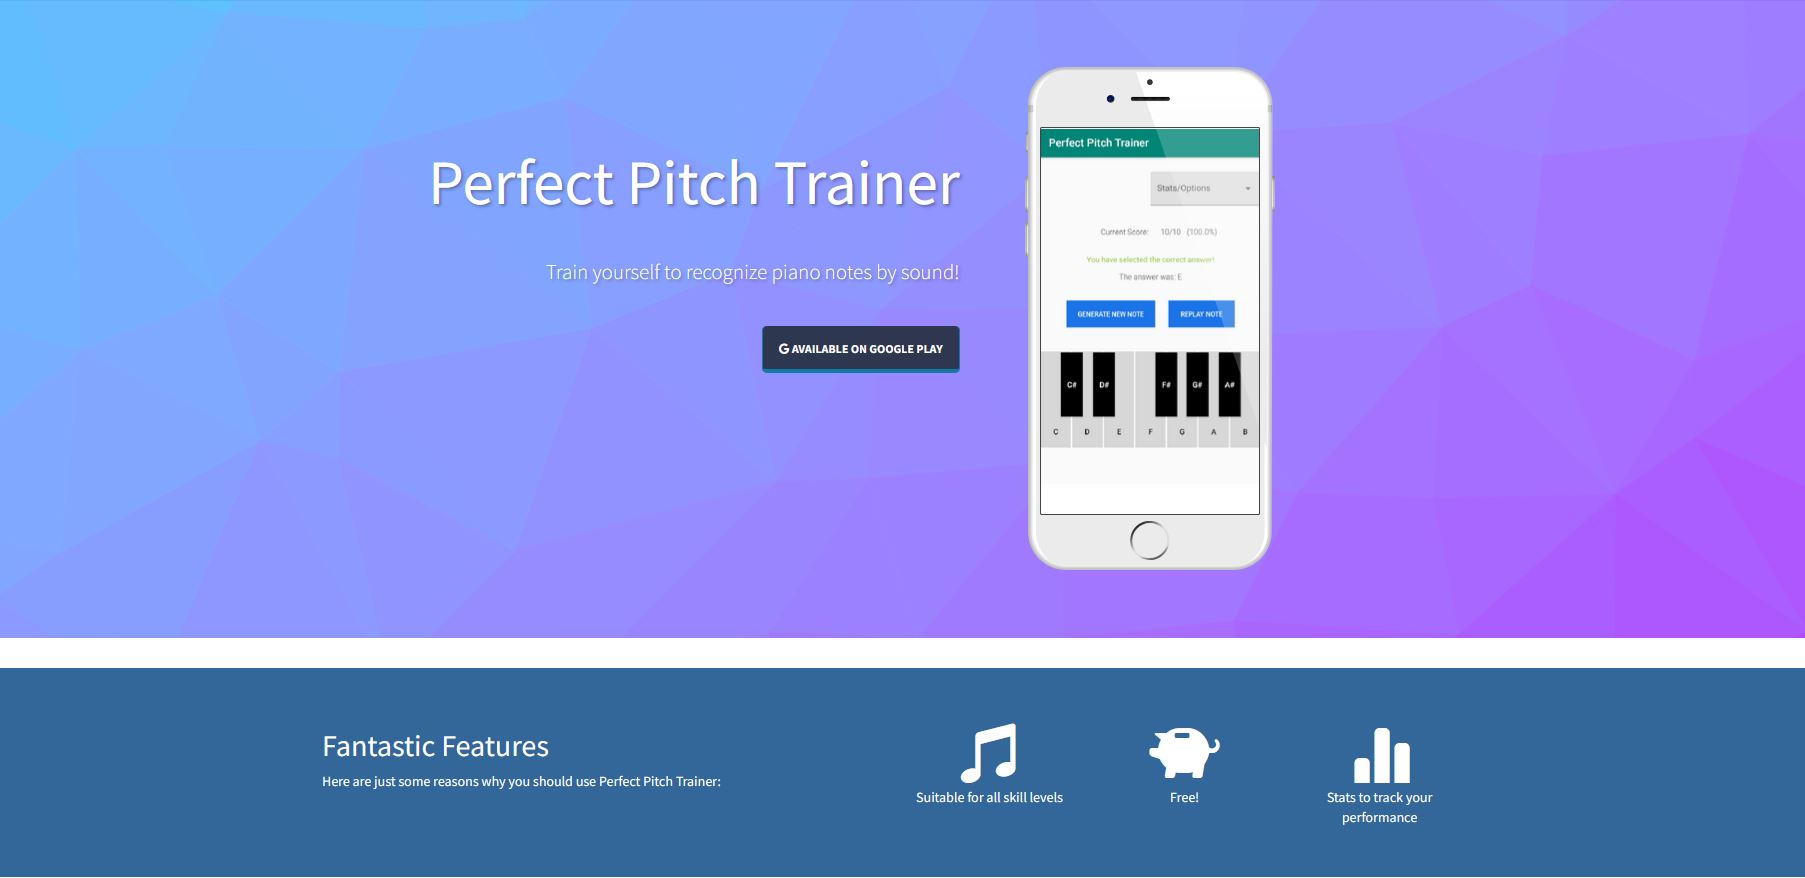 Perfect Pitch Trainer
Train yourself to recognize piano notes by sound!
AVAILABLE ON GOOGLE PLAY
Perfect Pitch Trainer
Stats/Options
Current Score: 10/10 (100.0%)
You have selected the correct answer!
The answer was: E
GENERATE NEW NOTE REPLAY NOTE
C# D# F# G# A#
C D E F G A B
Fantastic Features
Here are just some reasons why you should use Perfect Pitch Trainer:
Suitable for all skill levels
Free!
Stats to track your
performance